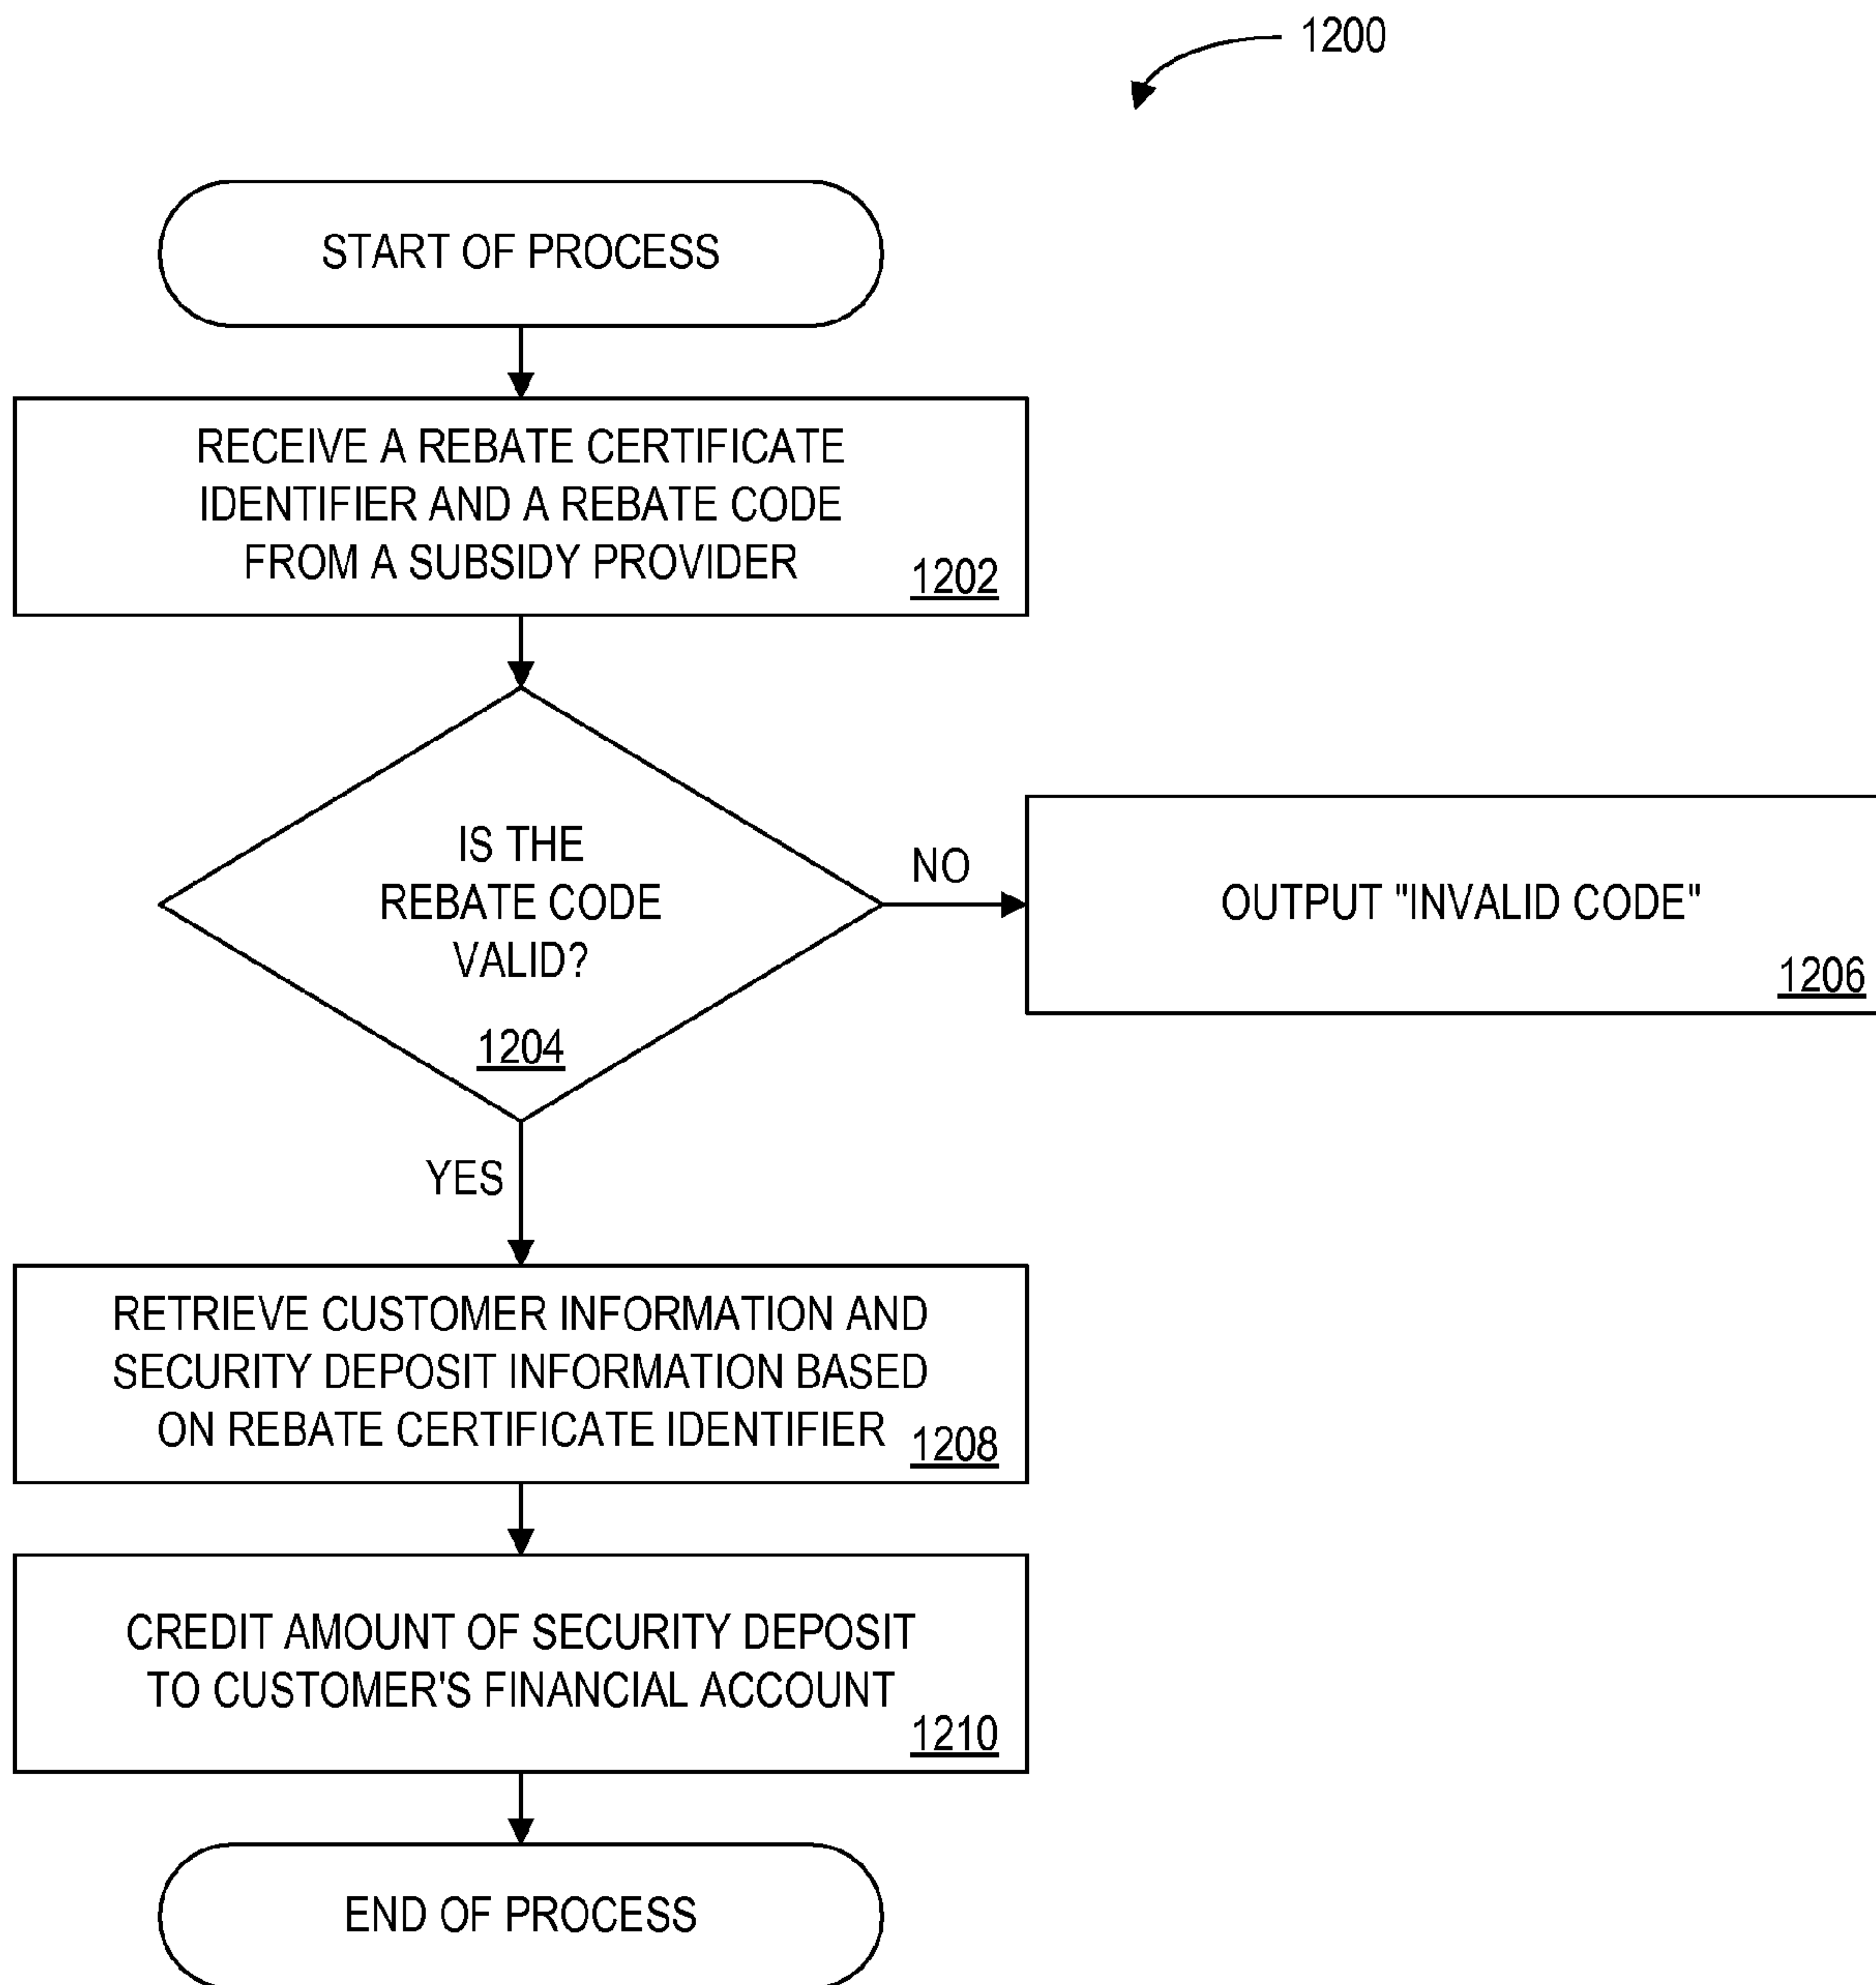 1200
START OF PROCESS
RECEIVE A REBATE CERTIFICATE
IDENTIFIER AND A REBATE CODE
FROM A SUBSIDY PROVIDER
1202
IS THE
REBATE CODE
VALID?
1204
NO
OUTPUT "INVALID CODE"
1206
YES
RETRIEVE CUSTOMER INFORMATION AND
SECURITY DEPOSIT INFORMATION BASED
ON REBATE CERTIFICATE IDENTIFIER
1208
CREDIT AMOUNT OF SECURITY DEPOSIT
TO CUSTOMER'S FINANCIAL ACCOUNT
1210
END OF PROCESS